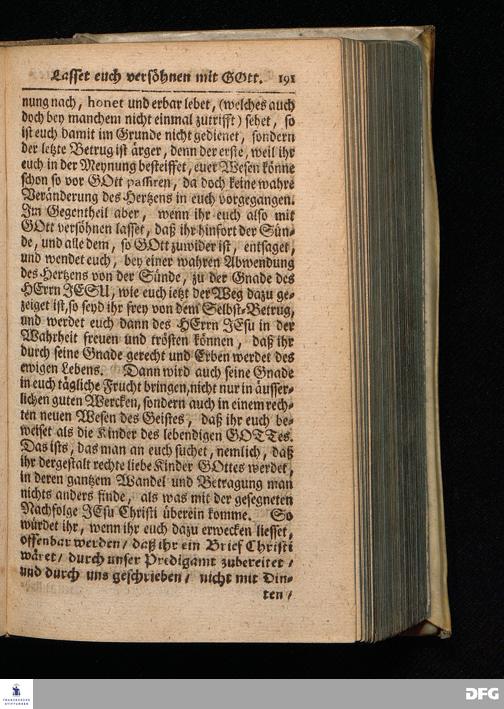 Lasset euch versöhnen mit GOtt. 191
nung nach, honet und erbar lebet, (welches auch
doch bey manchem nicht einmal zutrifft) sehet, so
ist euch damit im Grunde nicht gedienet, sondern
der letzte Betrug ist ärger, denn der erste, weil ihr
euch in der Meynung besteiffet, euer Wesen könne
schon so vor GOtt passiren, da doch keine wahre
Veränderung des Hertzens in euch vorgegangen.
Im Gegentheil aber, wenn ihr euch also mit
GOtt versöhnen lasset, daß ihr hinfort der Sün-
de, und alle dem, so GOtt zuwider ist, entsaget,
und wendet euch, bey einer wahren Abwendung
des Hertzens von der Sünde, zu der Gnade des
HErrn JESU, wie euch ietzt der Weg dazu ge-
zeiget ist, so seyd ihr frey von dem Selbst-Betrug,
und werdet euch dann des HErrn JEsu in der
Wahrheit freuen und trösten können, daß ihr
durch seine Gnade gerecht und Erben werdet des
ewigen Lebens. Dann wird auch seine Gnade
in euch tägliche Frucht bringen, nicht nur in äusser-
lichen guten Wercken, sondern auch in einem rech-
ten neuen Wesen des Geistes, daß ihr euch be-
weiset als die Kinder des lebendigen GOTTes.
Das ists, das man an euch suchet, nemlich, daß
ihr dergestalt rechte liebe Kinder GOttes werdet,
in deren gantzem Wandel und Betragung man
nichts anders finde, als was mit der gesegneten
Nachfolge JEsu Christi überein komme. So
würdet ihr, wenn ihr euch dazu erwecken liesset,
offenbar werden / daß ihr ein Brief Christi
wäret / durch unser Predigamt zubereitet /
und durch uns geschrieben / nicht mit Din-
ten /
FRANCKESCHE
STIFTUNGEN
DFG